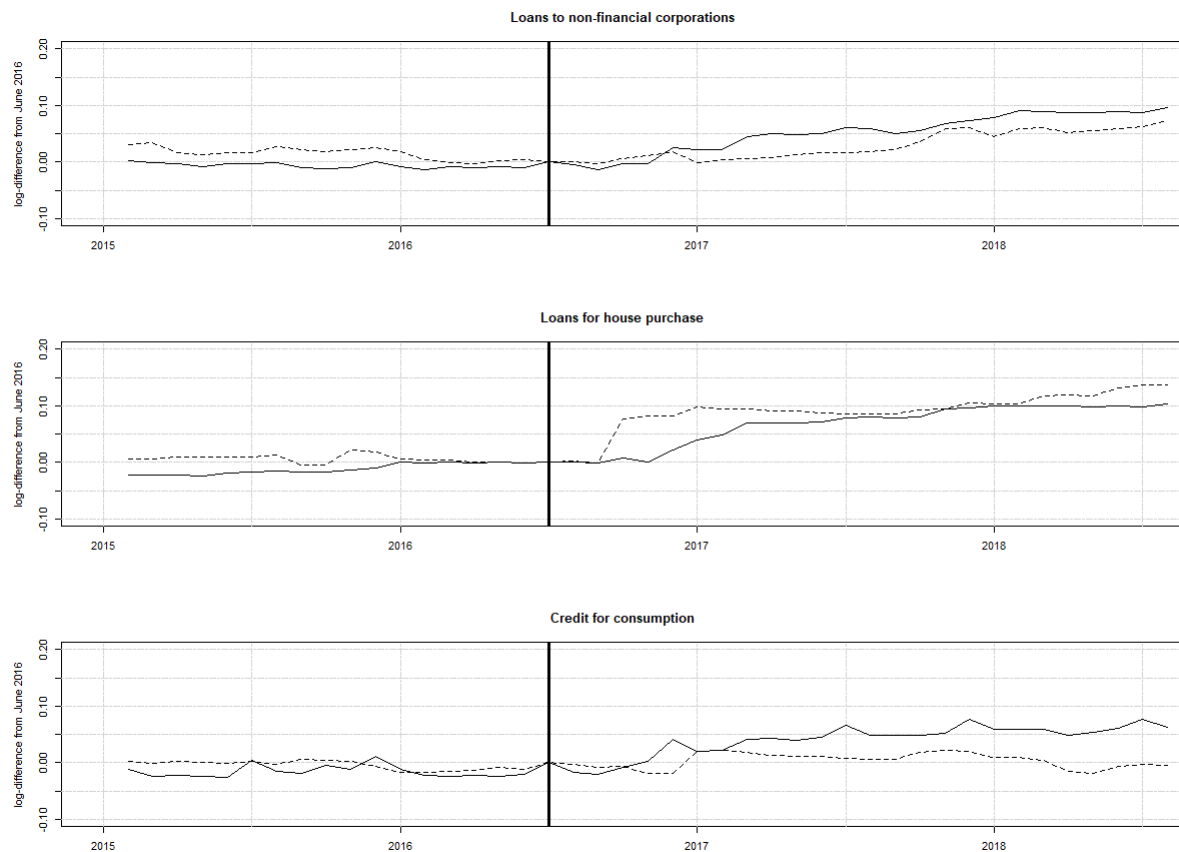 Loans to non-financial corporations
log-difference from June 2016
0.20
0.10
0.00
-0.10
2015 2016 2017 2018
Loans for house purchase
log-difference from June 2016
0.20
0.10
0.00
-0.10
2015 2016 2017 2018
Credit for consumption
log-difference from June 2016
0.20
0.10
0.00
-0.10
2015 2016 2017 2018